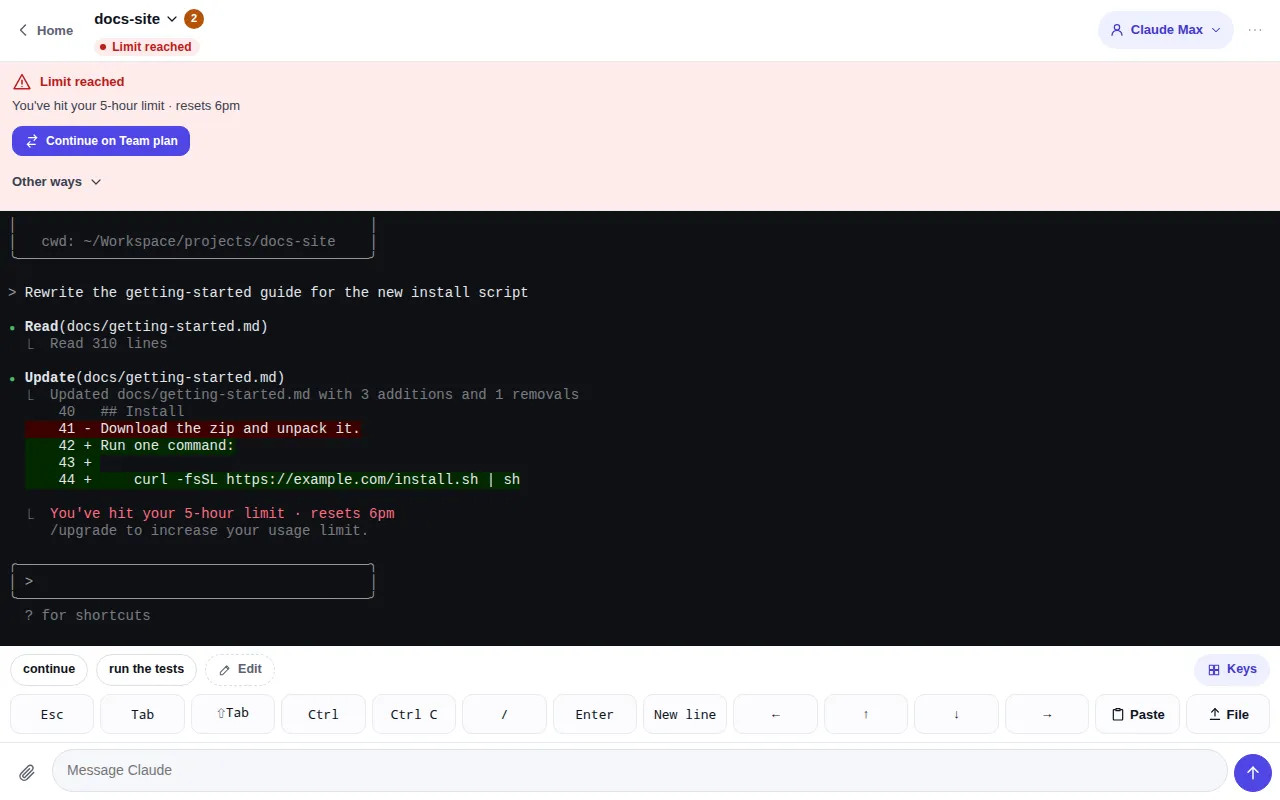 Home
docs-site 2
Limit reached
Claude Max
Limit reached
You've hit your 5-hour limit · resets 6pm
Continue on Team plan
Other ways
cwd: ~/Workspace/projects/docs-site
> Rewrite the getting-started guide for the new install script
● Read(docs/getting-started.md)
⎿  Read 310 lines
● Update(docs/getting-started.md)
⎿  Updated docs/getting-started.md with 3 additions and 1 removals
40   ## Install
41 - Download the zip and unpack it.
42 + Run one command:
43 +
44 +     curl -fsSL https://example.com/install.sh | sh
⎿  You've hit your 5-hour limit · resets 6pm
/upgrade to increase your usage limit.
>
? for shortcuts
continue run the tests Edit Keys
Esc Tab ⇧Tab Ctrl Ctrl C / Enter New line ← ↑ ↓ → Paste File
Message Claude